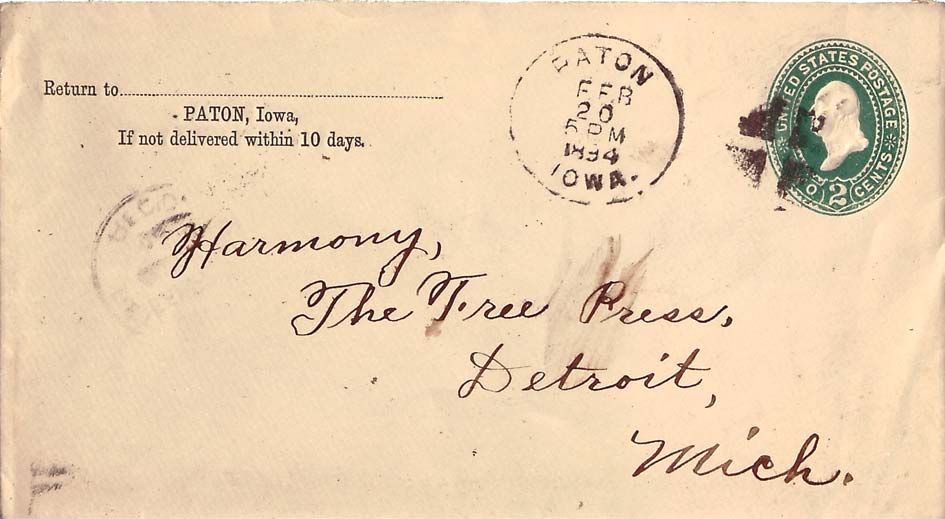 Return to
PATON, Iowa,
If not delivered within 10 days.
PATON
FEB
20
5 PM
1894
IOWA.
UNITED STATES POSTAGE
2 CENTS
REC'D.
Harmony,
The Free Press,
Detroit,
Mich.